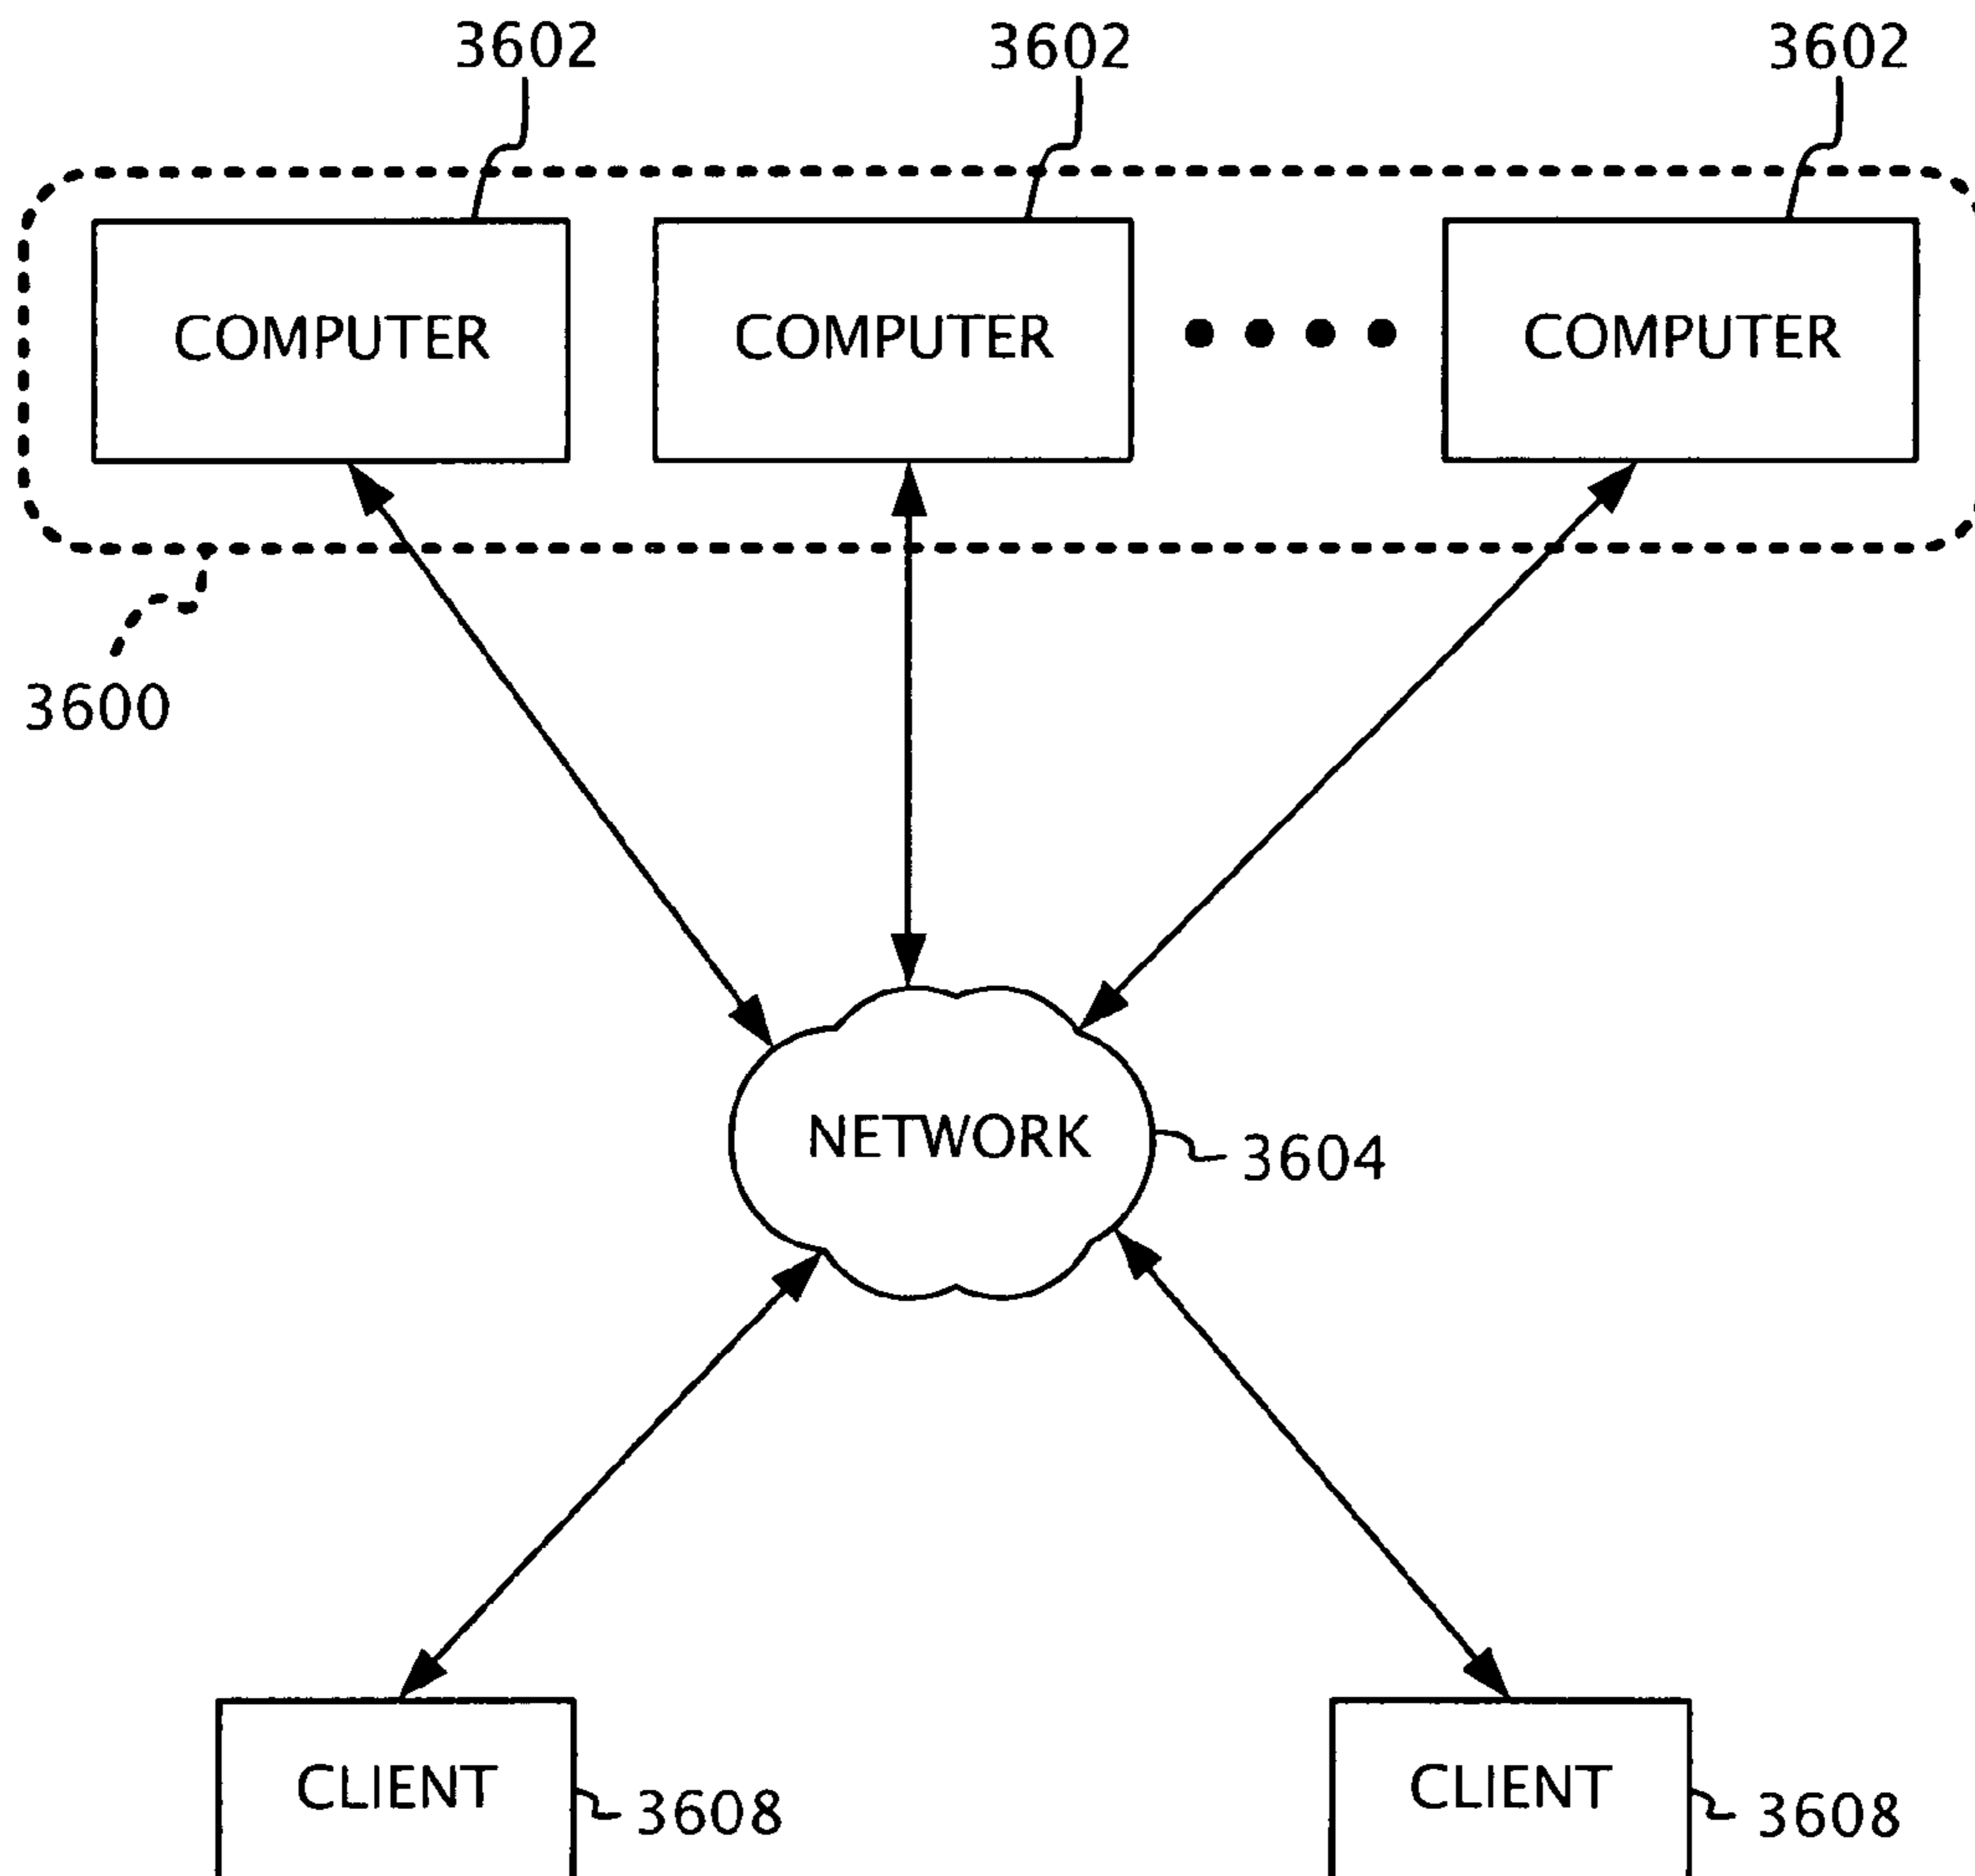 3602 3602 3602
COMPUTER COMPUTER COMPUTER
3600
NETWORK 3604
CLIENT 3608 CLIENT 3608